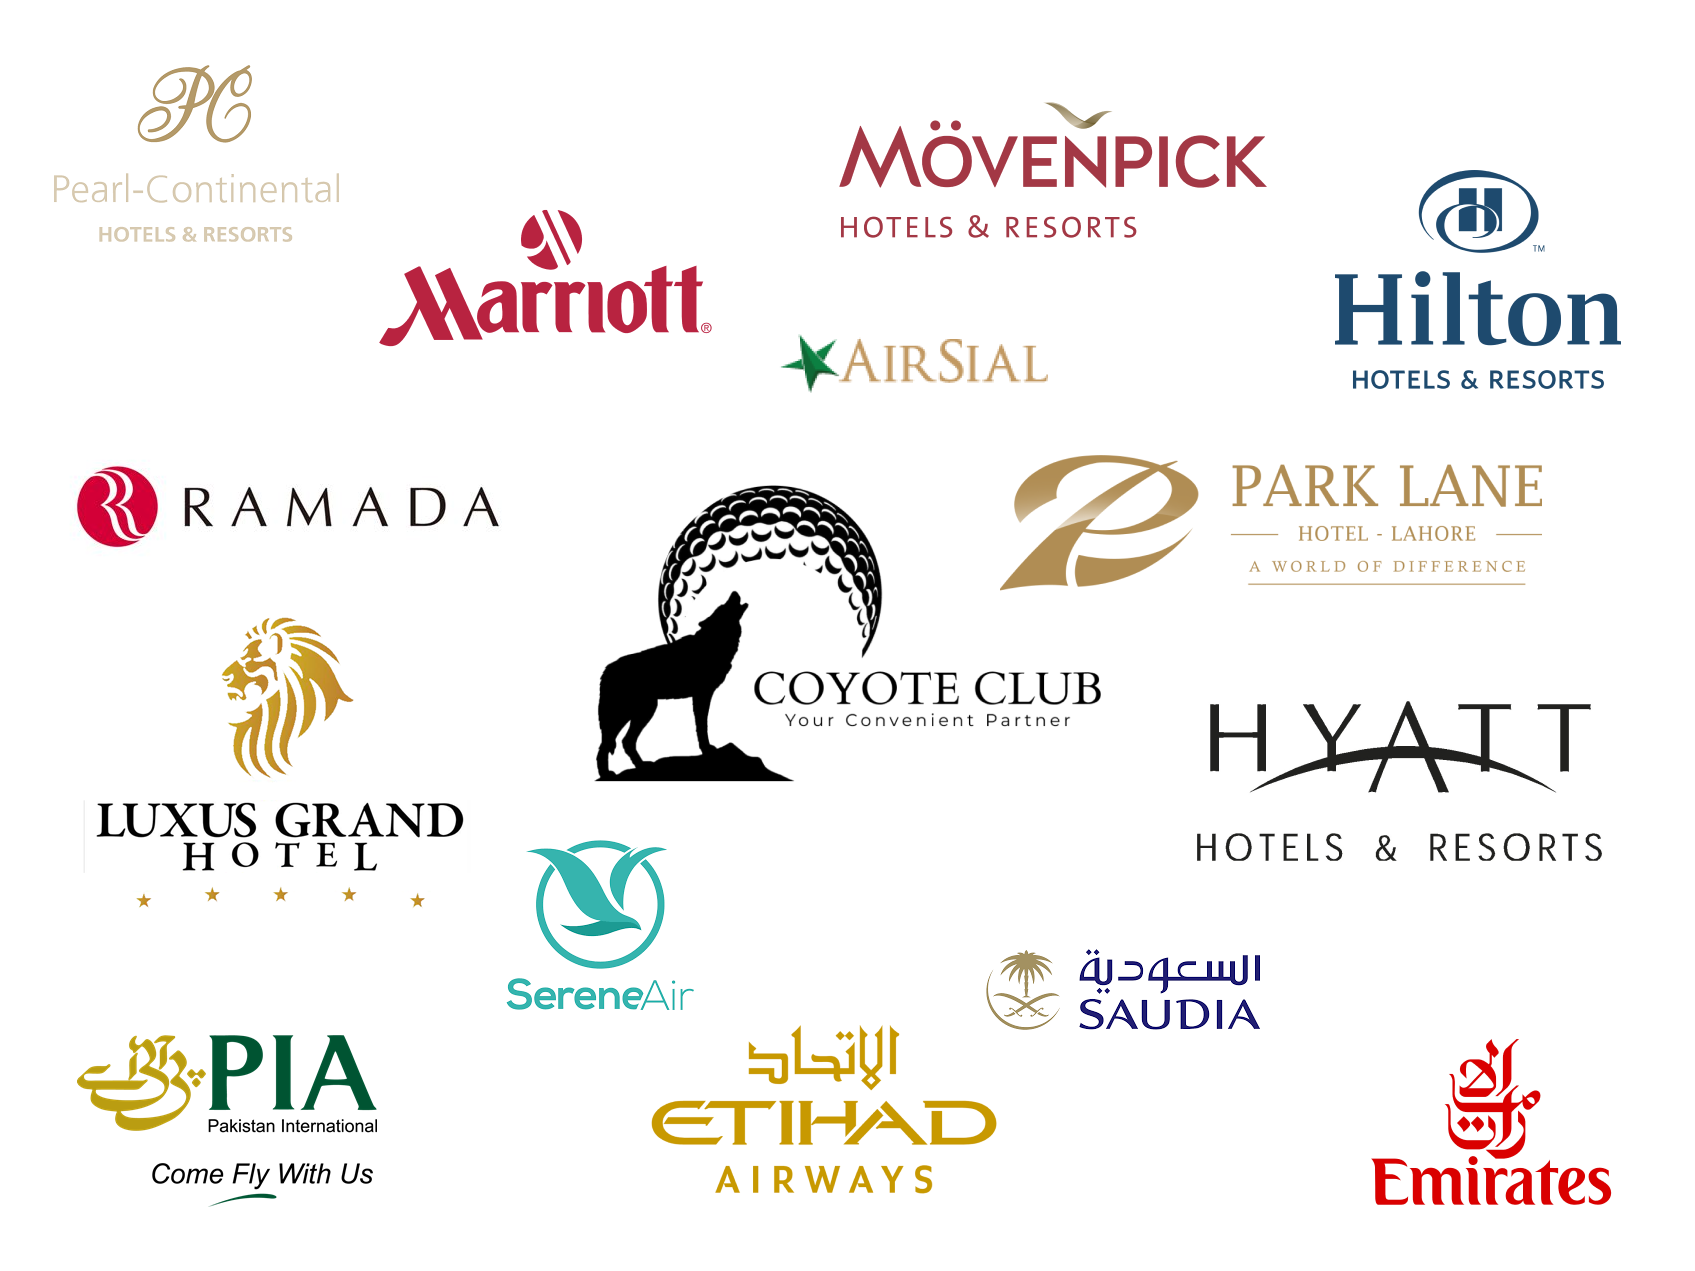 PC
Pearl-Continental
HOTELS & RESORTS
MÖVENPICK
HOTELS & RESORTS
Marriott®
H
TM
Hilton
HOTELS & RESORTS
AIRSIAL
R
RAMADA
P
PARK LANE
HOTEL - LAHORE
A WORLD OF DIFFERENCE
COYOTE CLUB
Your Convenient Partner
LUXUS GRAND
HOTEL
HYATT
HOTELS & RESORTS
SereneAir
السعودية
SAUDIA
PIA
Pakistan International
Come Fly With Us
الإتحاد
ETIHAD
AIRWAYS
Emirates